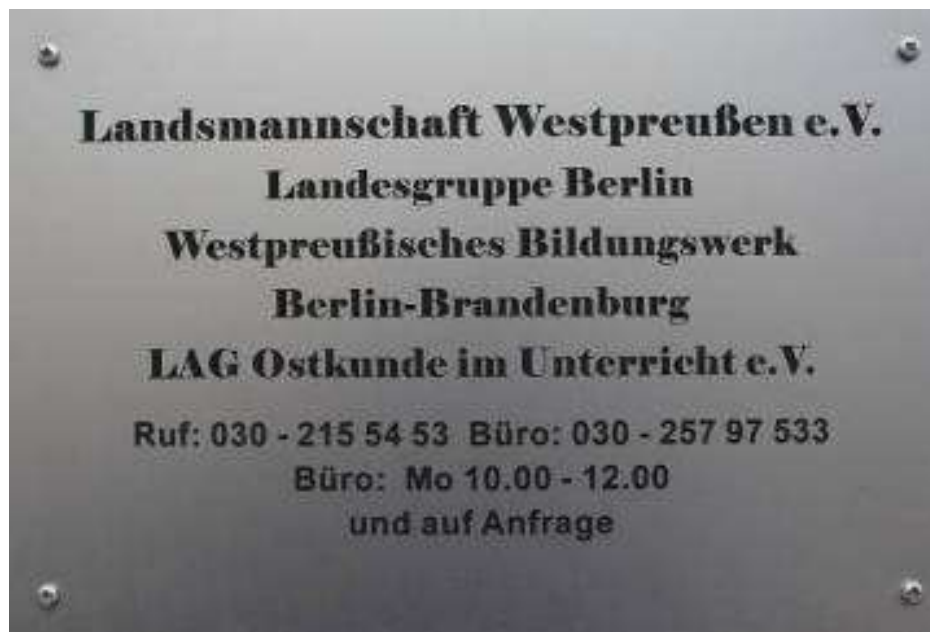 Landsmannschaft Westpreußen e.V.
Landesgruppe Berlin
Westpreußisches Bildungswerk
Berlin-Brandenburg
LAG Ostkunde im Unterricht e.V.
Ruf: 030 - 215 54 53 Büro: 030 - 257 97 533
Büro: Mo 10.00 - 12.00
und auf Anfrage